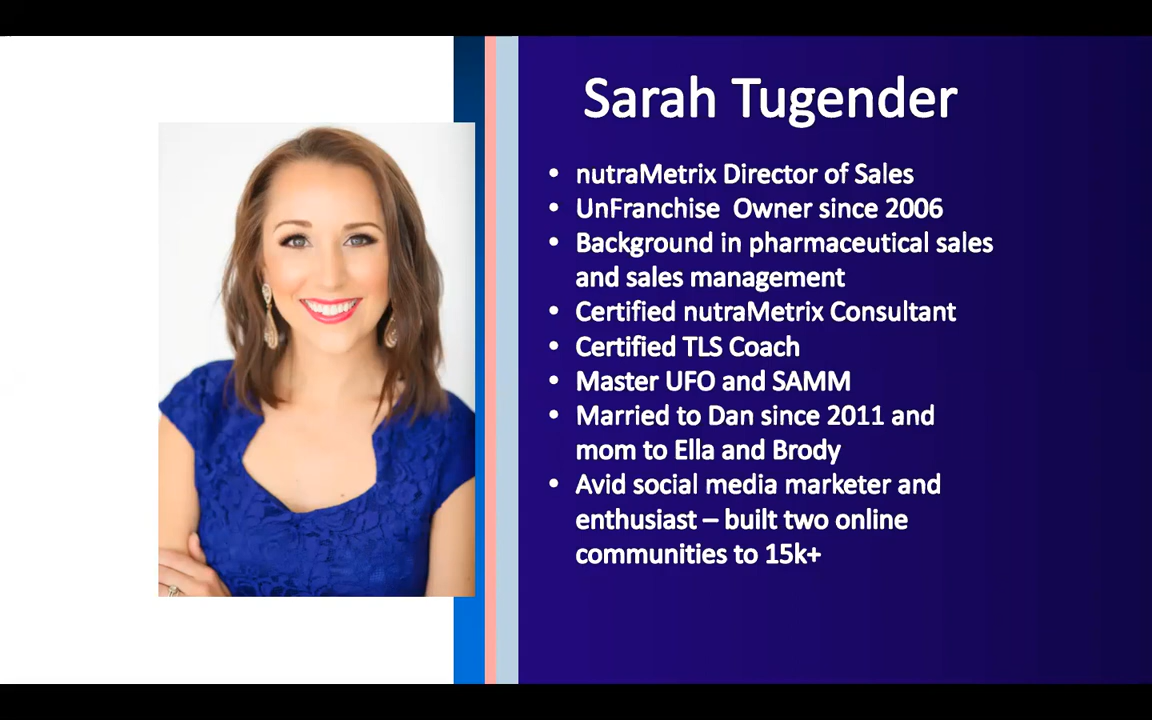 Sarah Tugender
• nutraMetrix Director of Sales
• UnFranchise  Owner since 2006
• Background in pharmaceutical sales
and sales management
• Certified nutraMetrix Consultant
• Certified TLS Coach
• Master UFO and SAMM
• Married to Dan since 2011 and
mom to Ella and Brody
• Avid social media marketer and
enthusiast – built two online
communities to 15k+